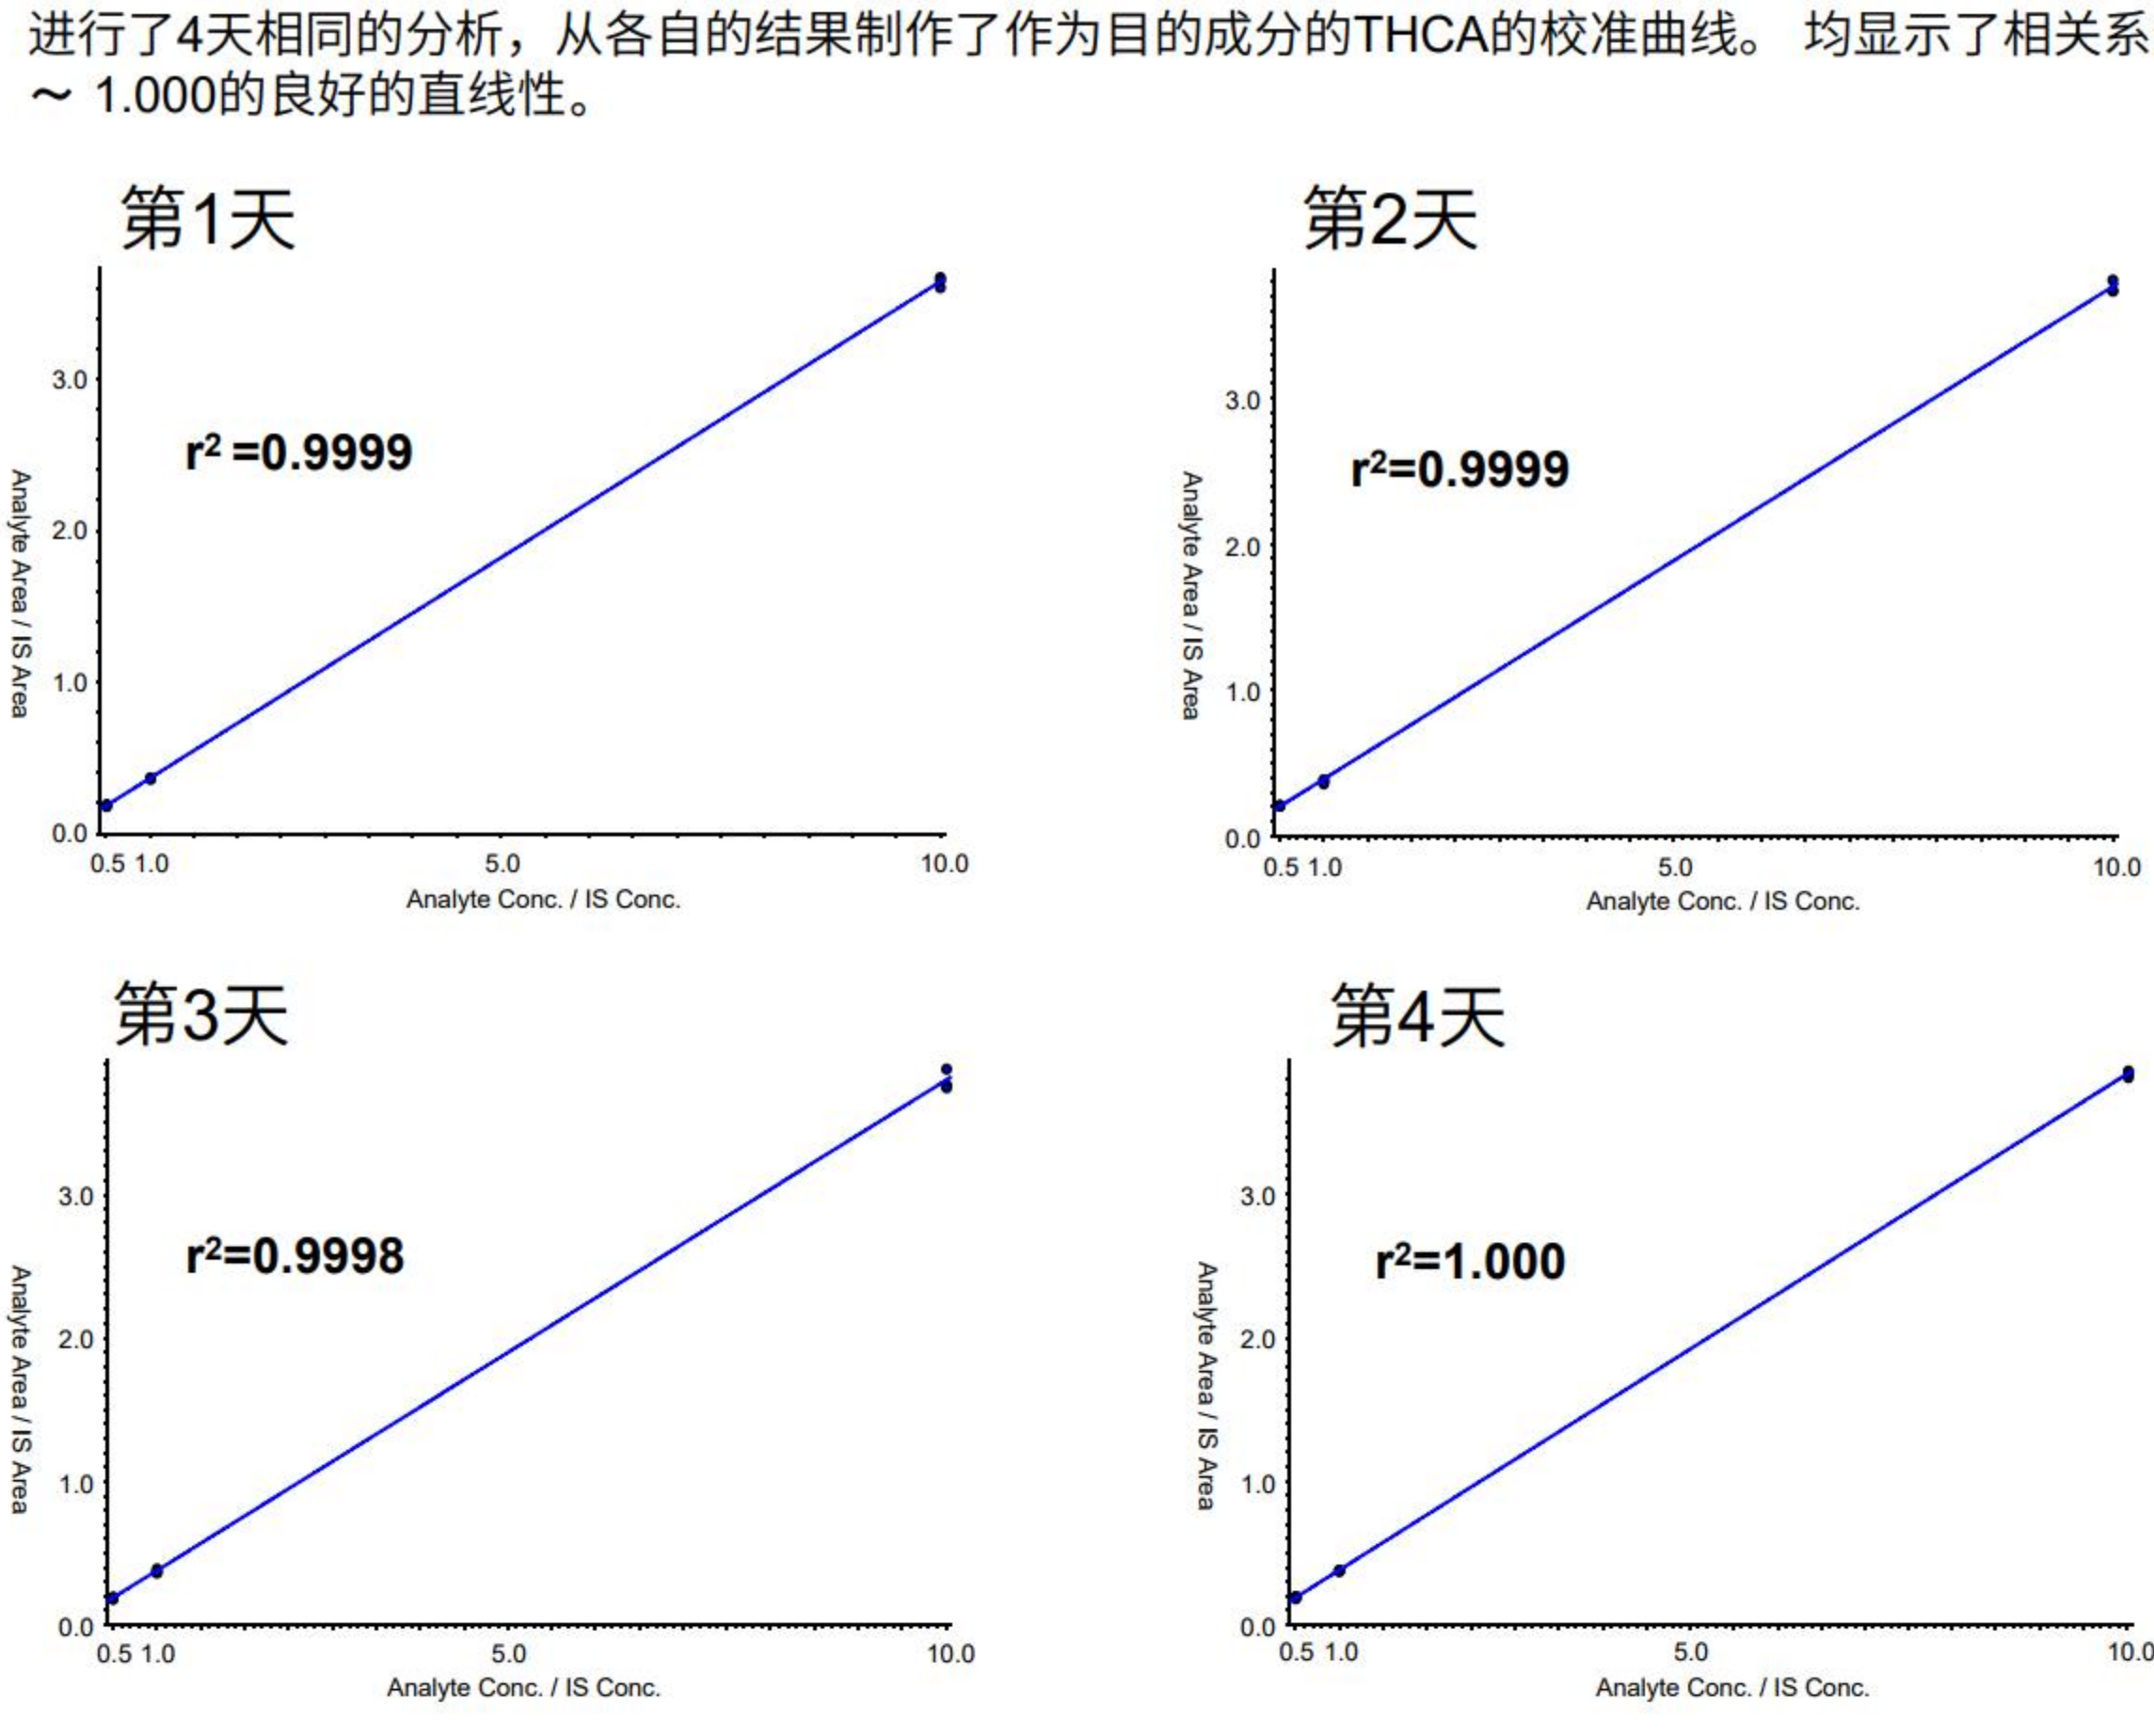 进行了4天相同的分析，从各自的结果制作了作为目的成分的THCA的校准曲线。 均显示了相关系
～ 1.000的良好的直线性。
第1天
第2天
3.0
2.0
1.0
0.0
r² =0.9999
Analyte Area / IS Area
0.5 1.0 5.0 10.0
Analyte Conc. / IS Conc.
3.0
2.0
1.0
0.0
r²=0.9999
Analyte Area / IS Area
0.5 1.0 5.0 10.0
Analyte Conc. / IS Conc.
第3天
第4天
3.0
2.0
1.0
0.0
r²=0.9998
Analyte Area / IS Area
0.5 1.0 5.0 10.0
Analyte Conc. / IS Conc.
3.0
2.0
1.0
0.0
r²=1.000
Analyte Area / IS Area
0.5 1.0 5.0 10.0
Analyte Conc. / IS Conc.